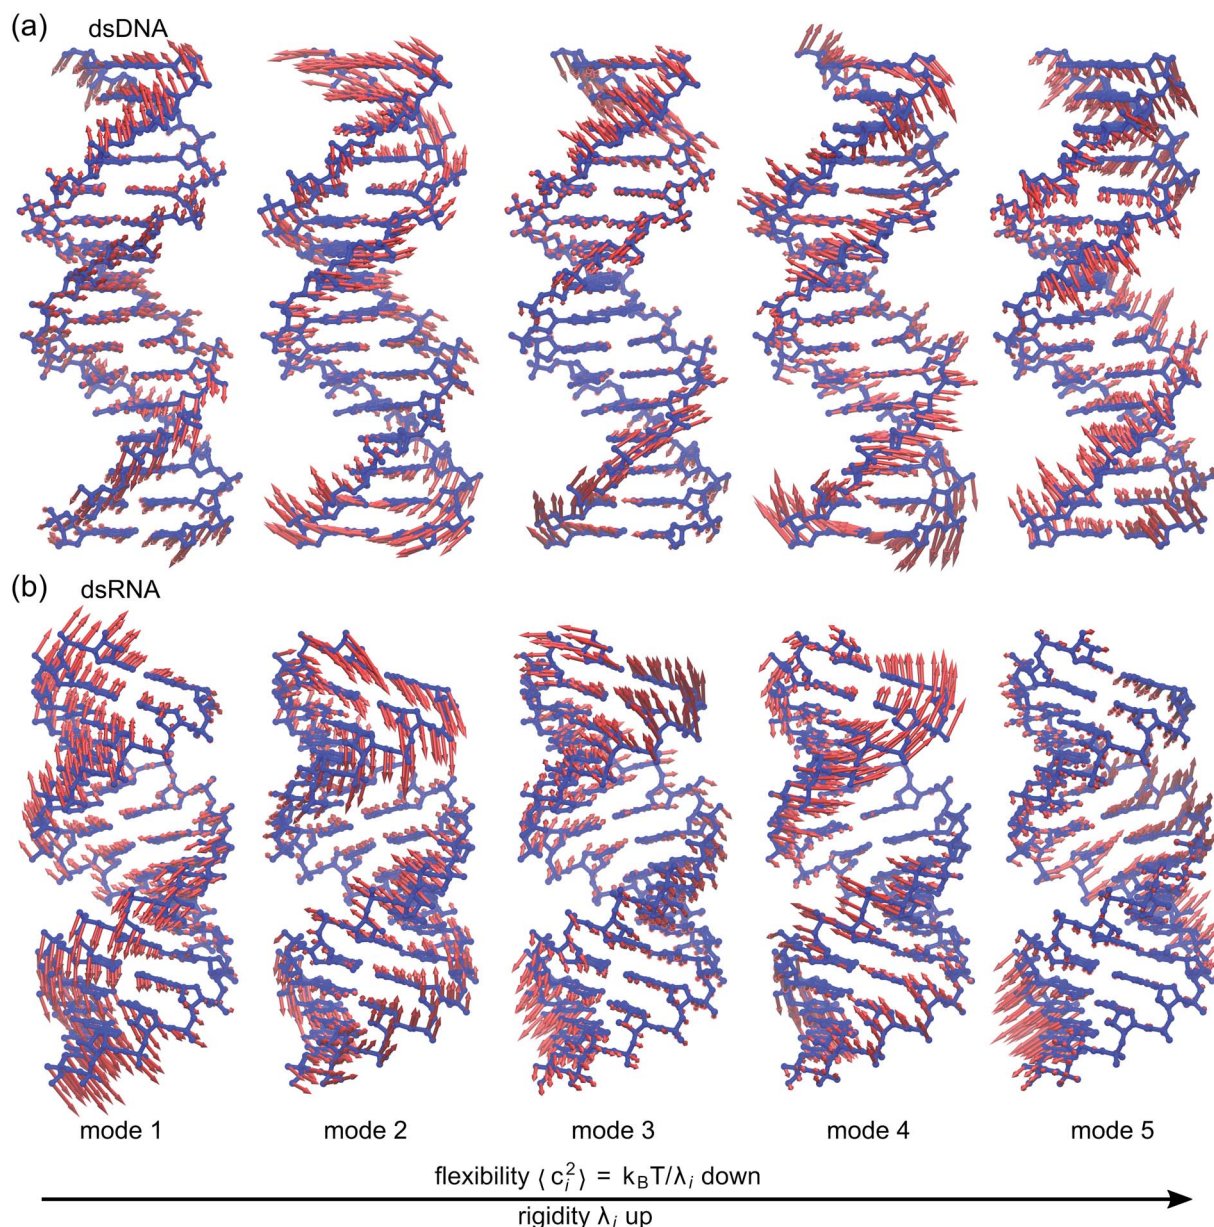 (a) dsDNA
(b) dsRNA
mode 1 mode 2 mode 3 mode 4 mode 5
flexibility ⟨ c_i^2 ⟩ = k_BT/λ_i down
rigidity λ_i up